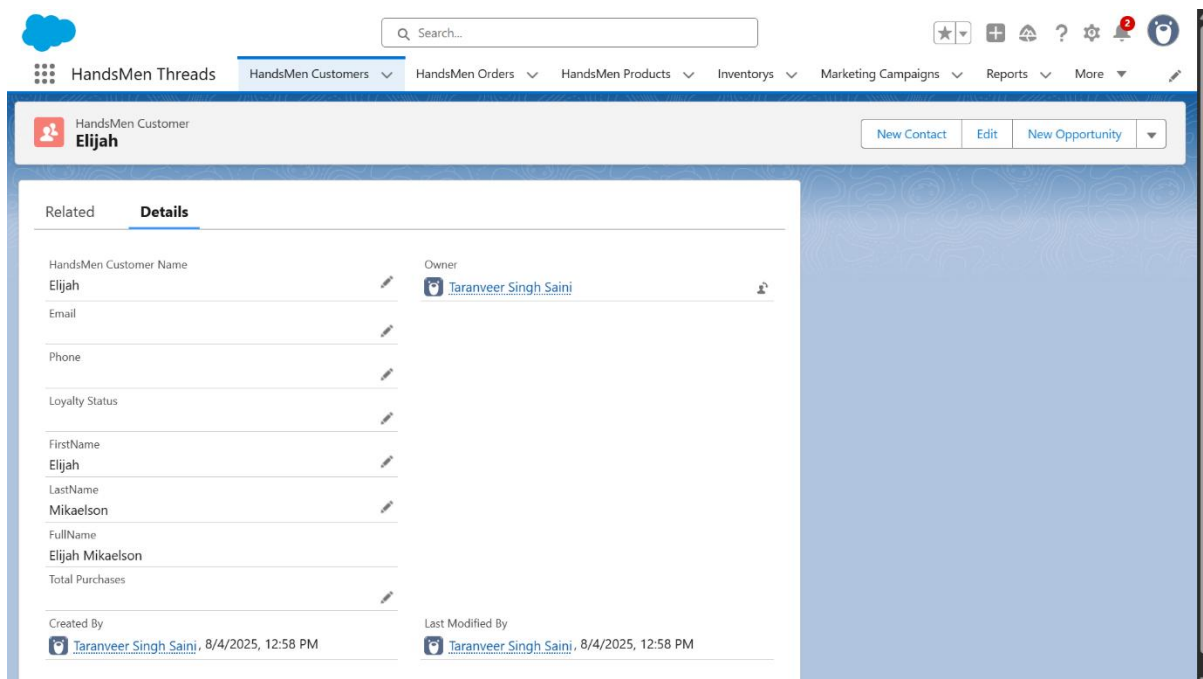 Search...
2
HandsMen Threads HandsMen Customers HandsMen Orders HandsMen Products Inventorys Marketing Campaigns Reports More
HandsMen Customer
Elijah
New Contact Edit New Opportunity
Related Details
HandsMen Customer Name
Elijah
Owner
Taranveer Singh Saini
Email
Phone
Loyalty Status
FirstName
Elijah
LastName
Mikaelson
FullName
Elijah Mikaelson
Total Purchases
Created By
Taranveer Singh Saini, 8/4/2025, 12:58 PM
Last Modified By
Taranveer Singh Saini, 8/4/2025, 12:58 PM